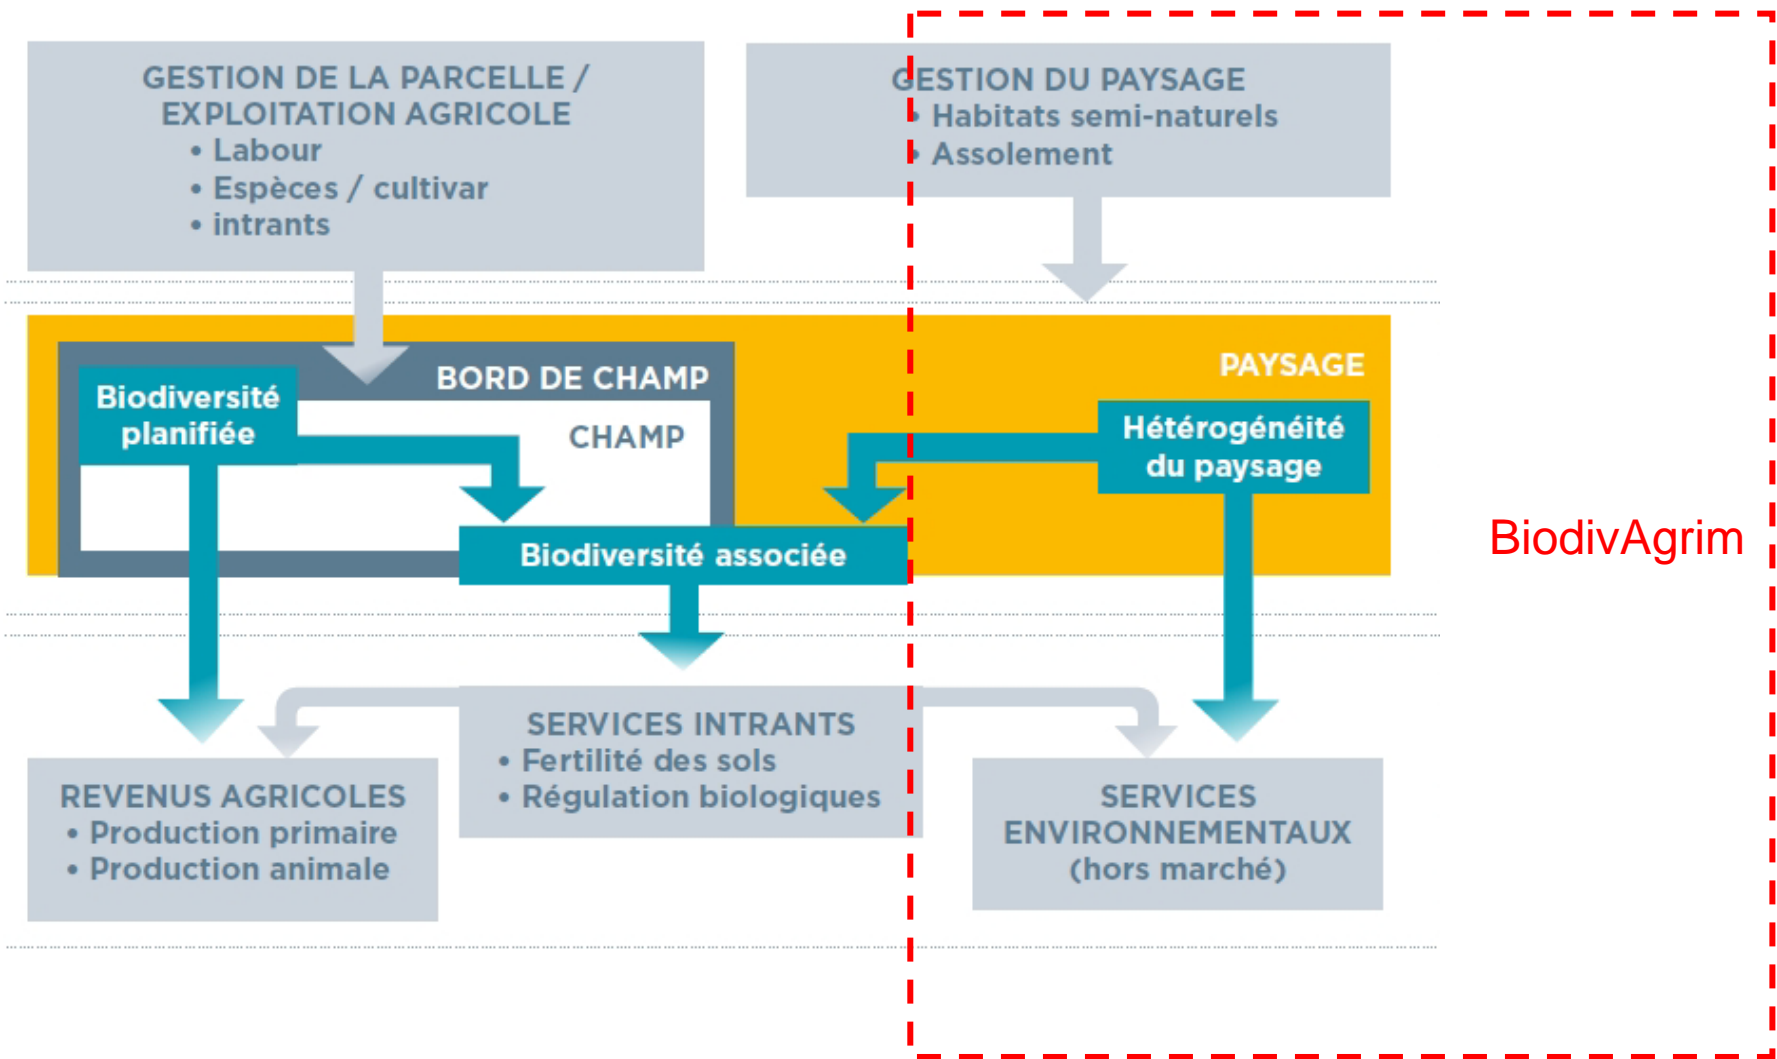 GESTION DE LA PARCELLE /
EXPLOITATION AGRICOLE
• Labour
• Espèces / cultivar
• intrants
GESTION DU PAYSAGE
• Habitats semi-naturels
• Assolement
BORD DE CHAMP
PAYSAGE
Biodiversité
planifiée
CHAMP
Hétérogénéité
du paysage
Biodiversité associée
BiodivAgrim
SERVICES INTRANTS
• Fertilité des sols
• Régulation biologiques
REVENUS AGRICOLES
• Production primaire
• Production animale
SERVICES
ENVIRONNEMENTAUX
(hors marché)